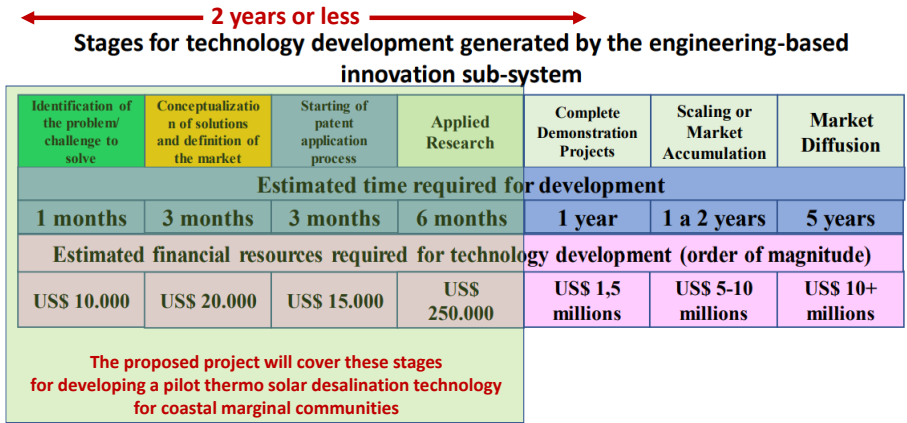 2 years or less
Stages for technology development generated by the engineering-based
innovation sub-system
Identification of
the problem/
challenge to
solve
Conceptualizatio
n of solutions
and definition of
the market
Starting of
patent
application
process
Applied
Research
Complete
Demonstration
Projects
Scaling or
Market
Accumulation
Market
Diffusion
Estimated time required for development
1 months
3 months
3 months
6 months
1 year
1 a 2 years
5 years
Estimated financial resources required for technology development (order of magnitude)
US$ 10.000
US$ 20.000
US$ 15.000
US$
250.000
US$ 1,5
millions
US$ 5-10
millions
US$ 10+
millions
The proposed project will cover these stages
for developing a pilot thermo solar desalination technology
for coastal marginal communities